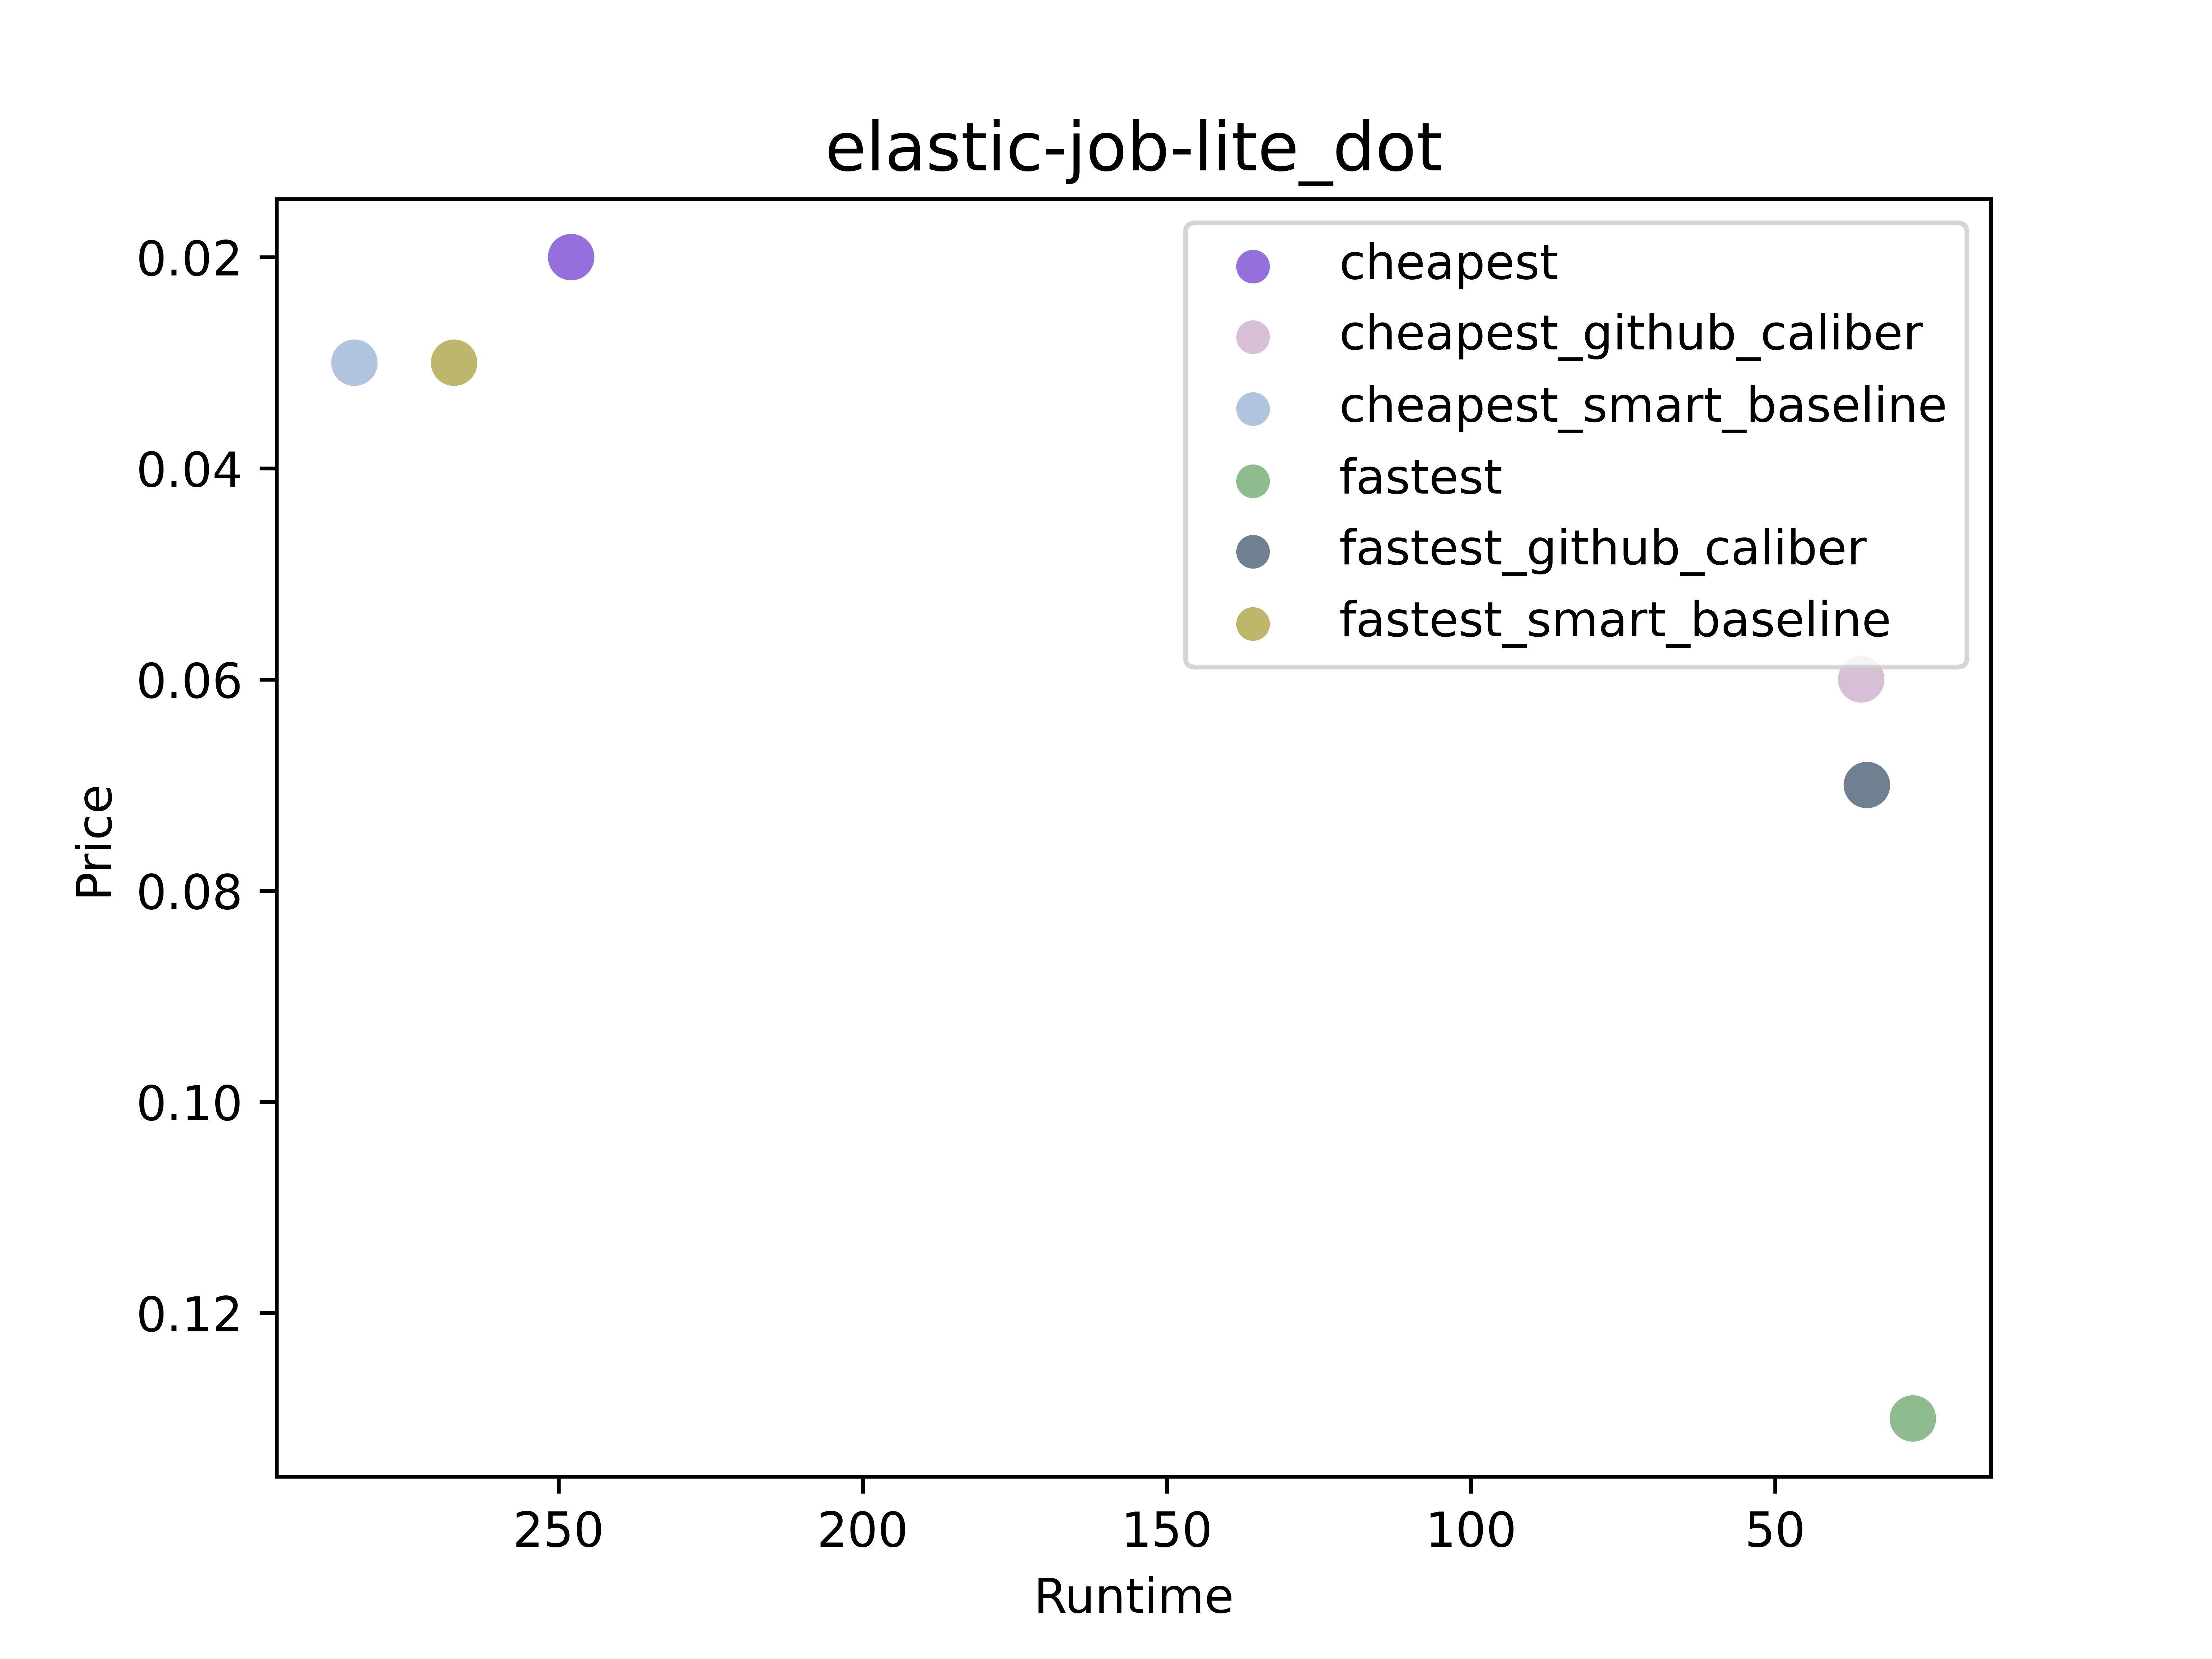 elastic-job-lite_dot
cheapest
cheapest_github_caliber
cheapest_smart_baseline
fastest
fastest_github_caliber
fastest_smart_baseline
Price
0.02
0.04
0.06
0.08
0.10
0.12
250 200 150 100 50
Runtime